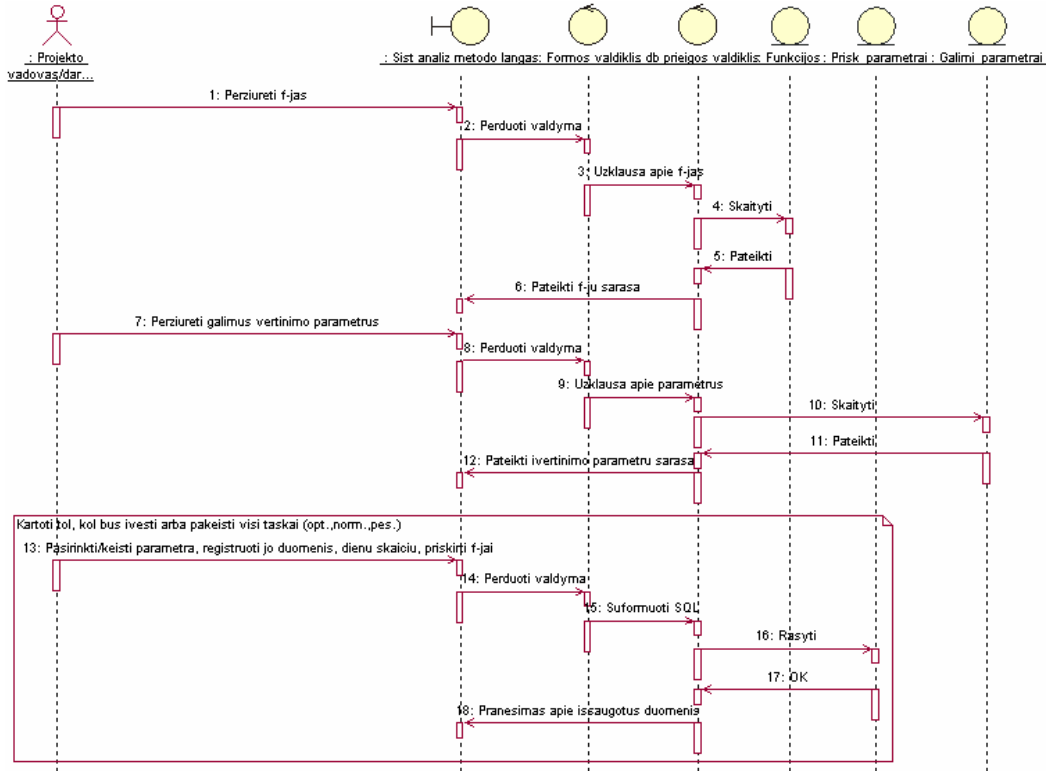 : Projekto
vadovas/dar...
: Sist analiz metodo langas
: Formos valdiklis
db prieigos valdiklis
: Funkcijos
: Prisk_parametrai
: Galimi_parametrai
1: Perziureti f-jas
2: Perduoti valdyma
3: Uzklausa apie f-jas
4: Skaityti
5: Pateikti
6: Pateikti f-ju sarasa
7: Perziureti galimus vertinimo parametrus
8: Perduoti valdyma
9: Uzklausa apie parametrus
10: Skaityti
11: Pateikti
12: Pateikti ivertinimo parametru sarasa
Kartoti tol, kol bus ivesti arba pakeisti visi taskai (opt.,norm.,pes.)
13: Pasirinkti/keisti parametra, registruoti jo duomenis, dienu skaiciu, priskirti f-jai
14: Perduoti valdyma
15: Suformuoti SQL
16: Rasyti
17: OK
18: Pranesimas apie issaugotus duomenis